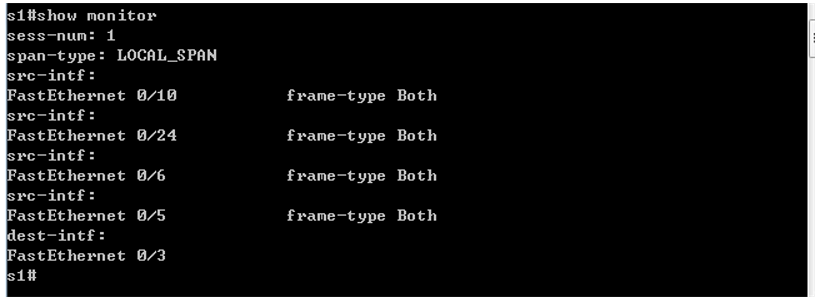 s1#show monitor
sess-num: 1
span-type: LOCAL_SPAN
src-intf:
FastEthernet 0/10 frame-type Both
src-intf:
FastEthernet 0/24 frame-type Both
src-intf:
FastEthernet 0/6 frame-type Both
src-intf:
FastEthernet 0/5 frame-type Both
dest-intf:
FastEthernet 0/3
s1#